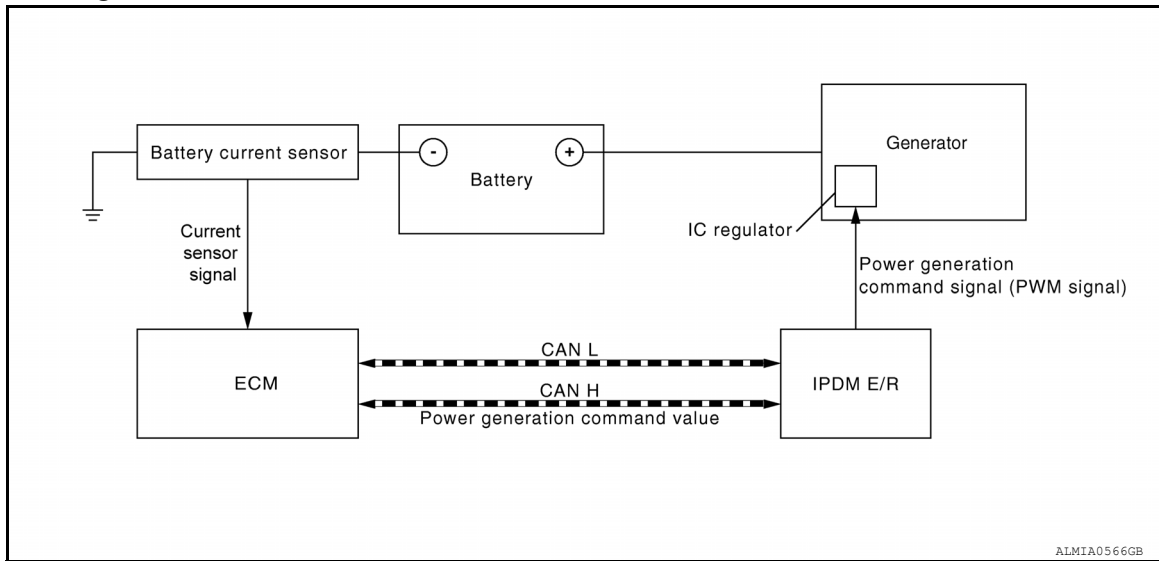 Battery current sensor
-
+
Battery
Generator
IC regulator
Current
sensor
signal
Power generation
command signal (PWM signal)
ECM
CAN L
CAN H
Power generation command value
IPDM E/R
ALMIA0566GB